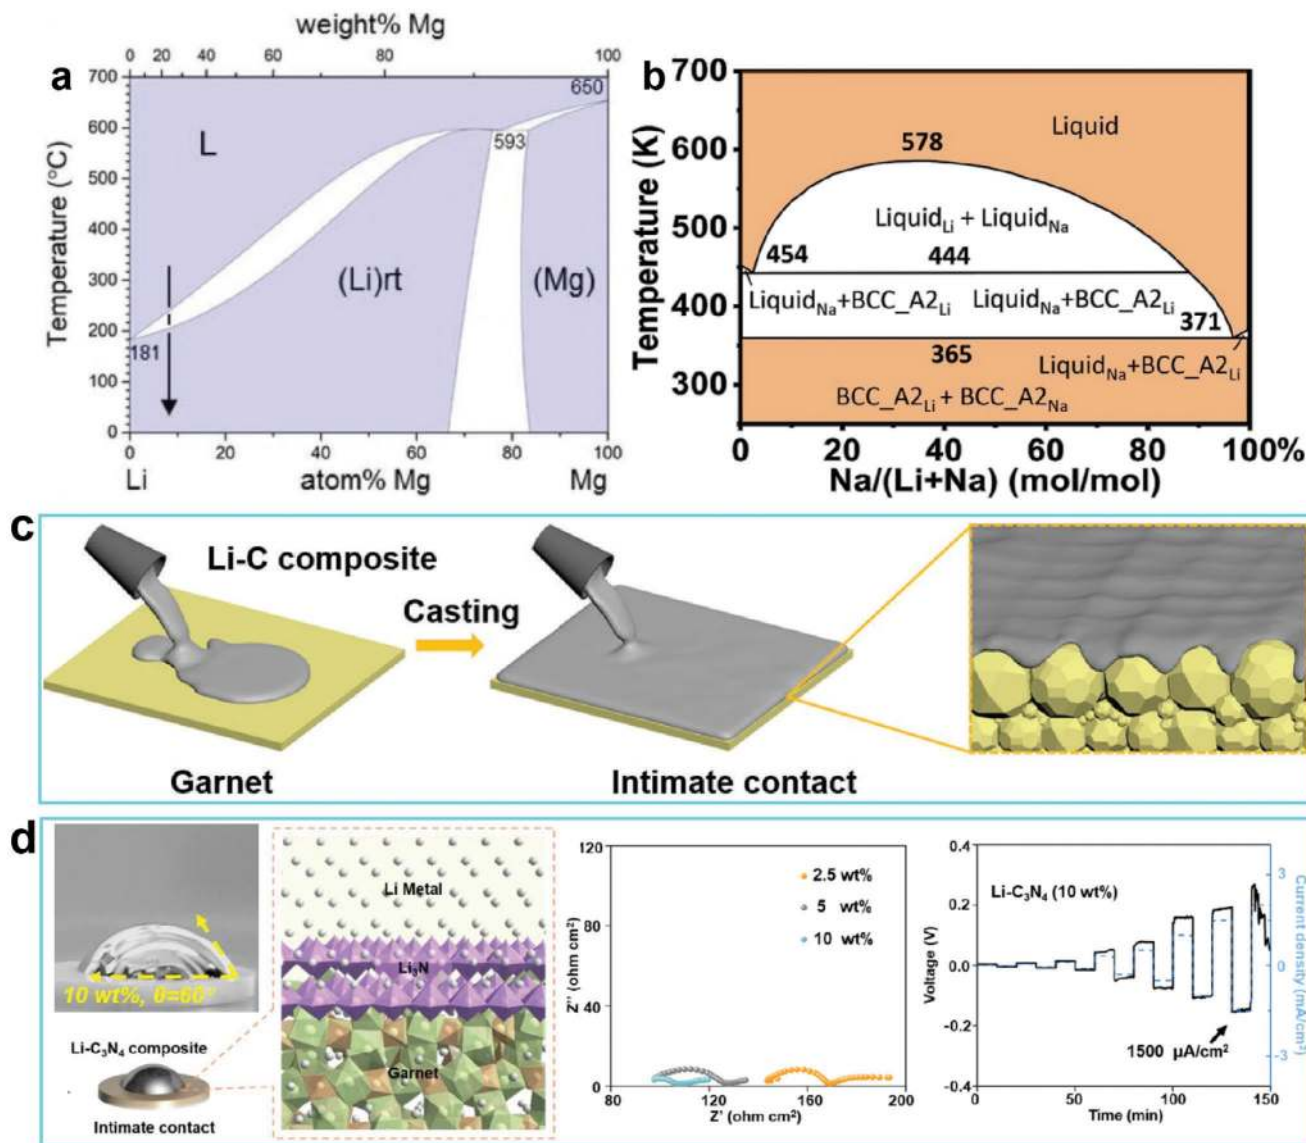 weight% Mg
0 20 40 60 80 100
a
700
600
500
400
300
200
100
0
Temperature (°C)
L
650
593
(Li)rt
(Mg)
181
0 20 40 60 80 100
Li atom% Mg Mg
b
700
600
500
400
300
Temperature (K)
Liquid
578
Liquid_Li + Liquid_Na
454 444
Liquid_Na+BCC_A2_Li Liquid_Na+BCC_A2_Li
371
365
Liquid_Na+BCC_A2_Li
BCC_A2_Li + BCC_A2_Na
0 20 40 60 80 100%
Na/(Li+Na) (mol/mol)
c
Li-C composite
Casting
Garnet
Intimate contact
d
10 wt%, θ=60°
Li-C₃N₄ composite
Intimate contact
Li Metal
Li₃N
Garnet
120
80
40
0
Z'' (ohm cm²)
2.5 wt%
5 wt%
10 wt%
80 120 160 200
Z' (ohm cm²)
0.4
0.2
0.0
-0.2
-0.4
Voltage (V)
Li-C₃N₄ (10 wt%)
1500 µA/cm²
3
0
-3
Current density (mA/cm²)
0 50 100 150
Time (min)